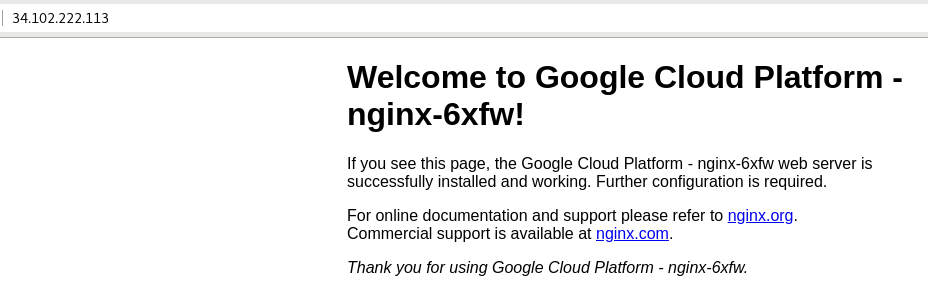 34.102.222.113
Welcome to Google Cloud Platform -
nginx-6xfw!
If you see this page, the Google Cloud Platform - nginx-6xfw web server is
successfully installed and working. Further configuration is required.
For online documentation and support please refer to nginx.org.
Commercial support is available at nginx.com.
Thank you for using Google Cloud Platform - nginx-6xfw.